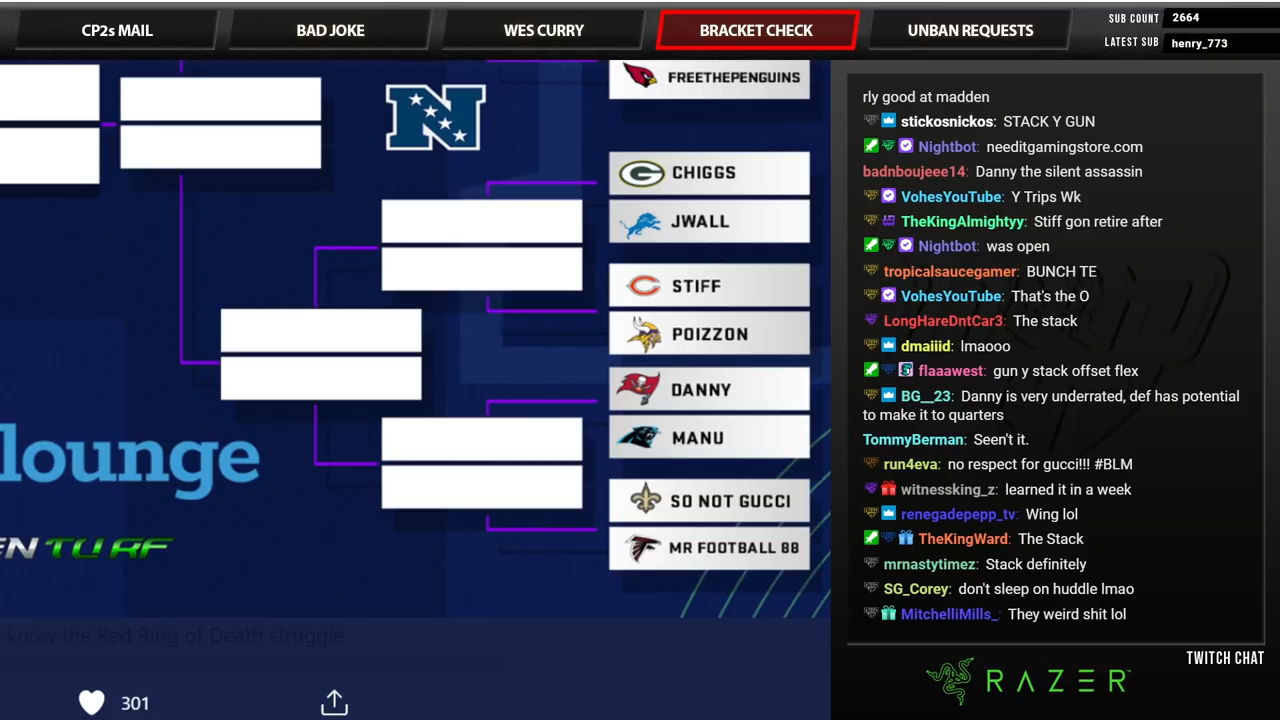 CP2s MAIL
BAD JOKE
WES CURRY
BRACKET CHECK
UNBAN REQUESTS
SUB COUNT 2664
LATEST SUB henry_773
FREETHEPENGUINS
CHIGGS
JWALL
STIFF
POIZZON
DANNY
MANU
SO NOT GUCCI
MR FOOTBALL 88
lounge
EN TURF
know the Red Ring of Death struggle
301
rly good at madden
stickosnickos: STACK Y GUN
Nightbot: needitgamingstore.com
badnboujeee14: Danny the silent assassin
VohesYouTube: Y Trips Wk
TheKingAlmightyy: Stiff gon retire after
Nightbot: was open
tropicalsaucegamer: BUNCH TE
VohesYouTube: That's the O
LongHareDntCar3: The stack
dmaiiid: lmaooo
flaaawest: gun y stack offset flex
BG__23: Danny is very underrated, def has potential
to make it to quarters
TommyBerman: Seen't it.
run4eva: no respect for gucci!!! #BLM
witnessking_z: learned it in a week
renegadepepp_tv: Wing lol
TheKingWard: The Stack
mrnastytimez: Stack definitely
SG_Corey: don't sleep on huddle lmao
MitchelliMills_: They weird shit lol
TWITCH CHAT
RAZER